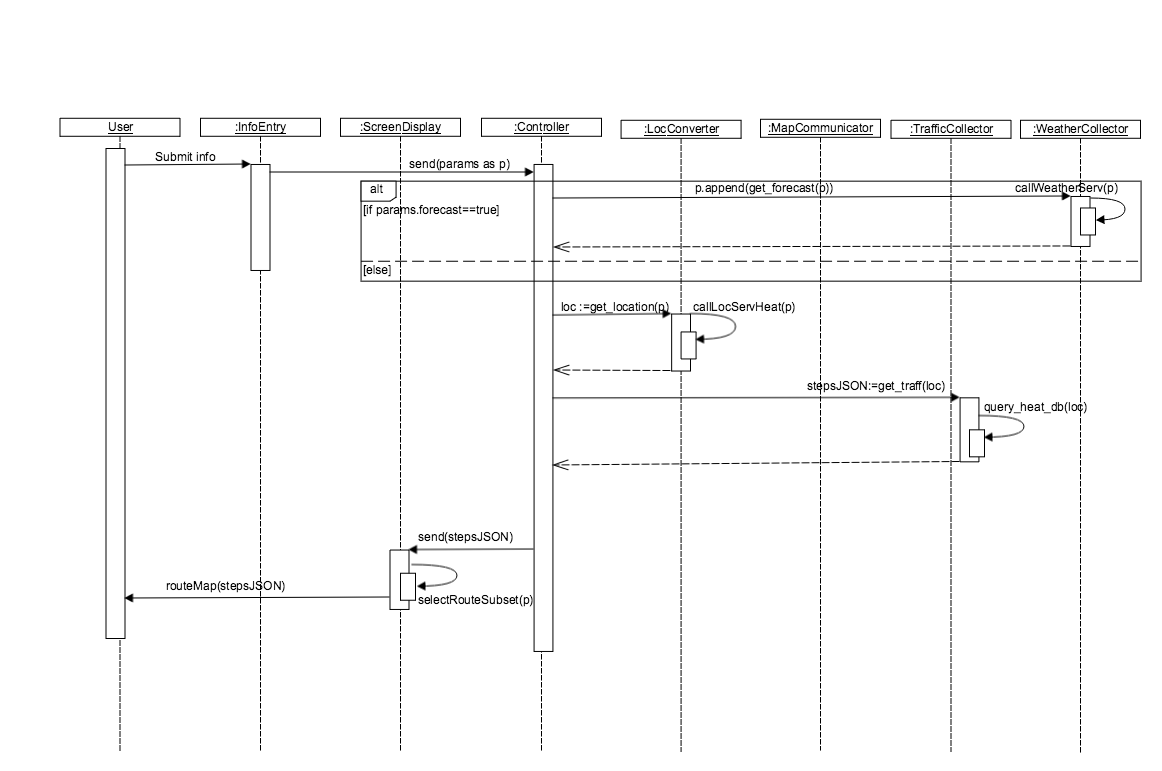 User
:InfoEntry
:ScreenDisplay
:Controller
:LocConverter
:MapCommunicator
:TrafficCollector
:WeatherCollector
Submit info
send(params as p)
alt
p.append(get_forecast(p))
callWeatherServ(p)
[if params.forecast==true]
[else]
loc :=get_location(p)
callLocServHeat(p)
stepsJSON:=get_traff(loc)
query_heat_db(loc)
send(stepsJSON)
routeMap(stepsJSON)
selectRouteSubset(p)